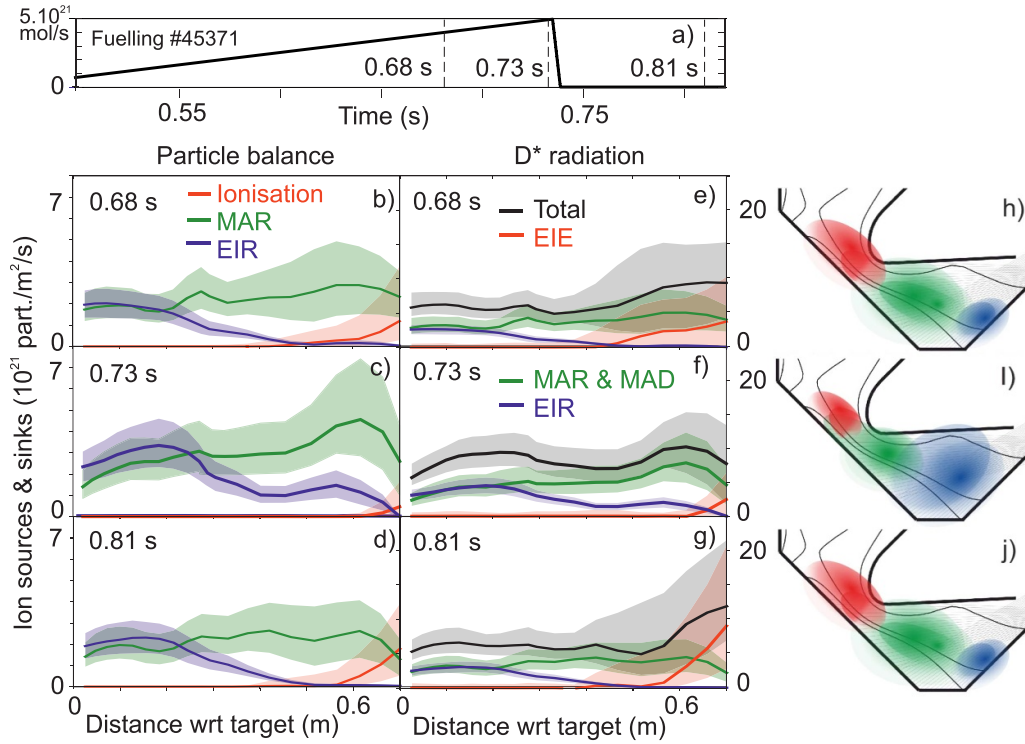 5.10²¹
mol/s
0
Fuelling #45371
a)
0.68 s
0.73 s
0.81 s
0.55
Time (s)
0.75
Particle balance
D* radiation
Ion sources & sinks (10²¹ part./m²/s)
7
0.68 s
Ionisation
MAR
EIR
b)
0
0.68 s
Total
EIE
e)
20
0
h)
7
0.73 s
c)
0
0.73 s
MAR & MAD
EIR
f)
20
0
I)
7
0.81 s
d)
0
0.81 s
g)
20
0
j)
0.6
0.6
Distance wrt target (m)
Distance wrt target (m)